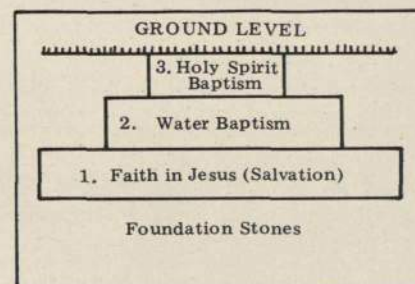 GROUND LEVEL
3. Holy Spirit
Baptism
2. Water Baptism
1. Faith in Jesus (Salvation)
Foundation Stones